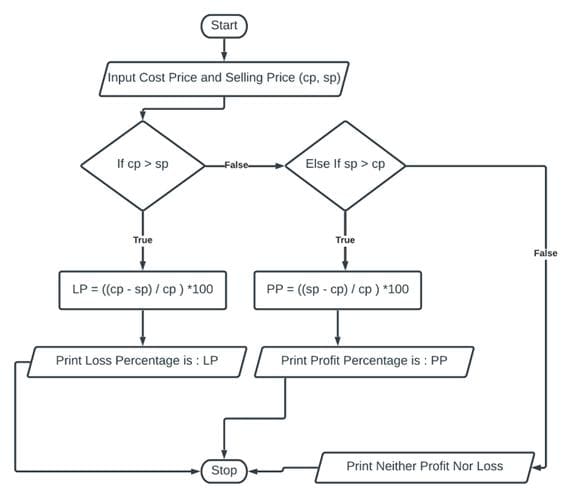 Start
Input Cost Price and Selling Price (cp, sp)
If cp > sp
False
Else If sp > cp
True
True
False
LP = ((cp - sp) / cp ) *100
PP = ((sp - cp) / cp ) *100
Print Loss Percentage is : LP
Print Profit Percentage is : PP
Stop
Print Neither Profit Nor Loss